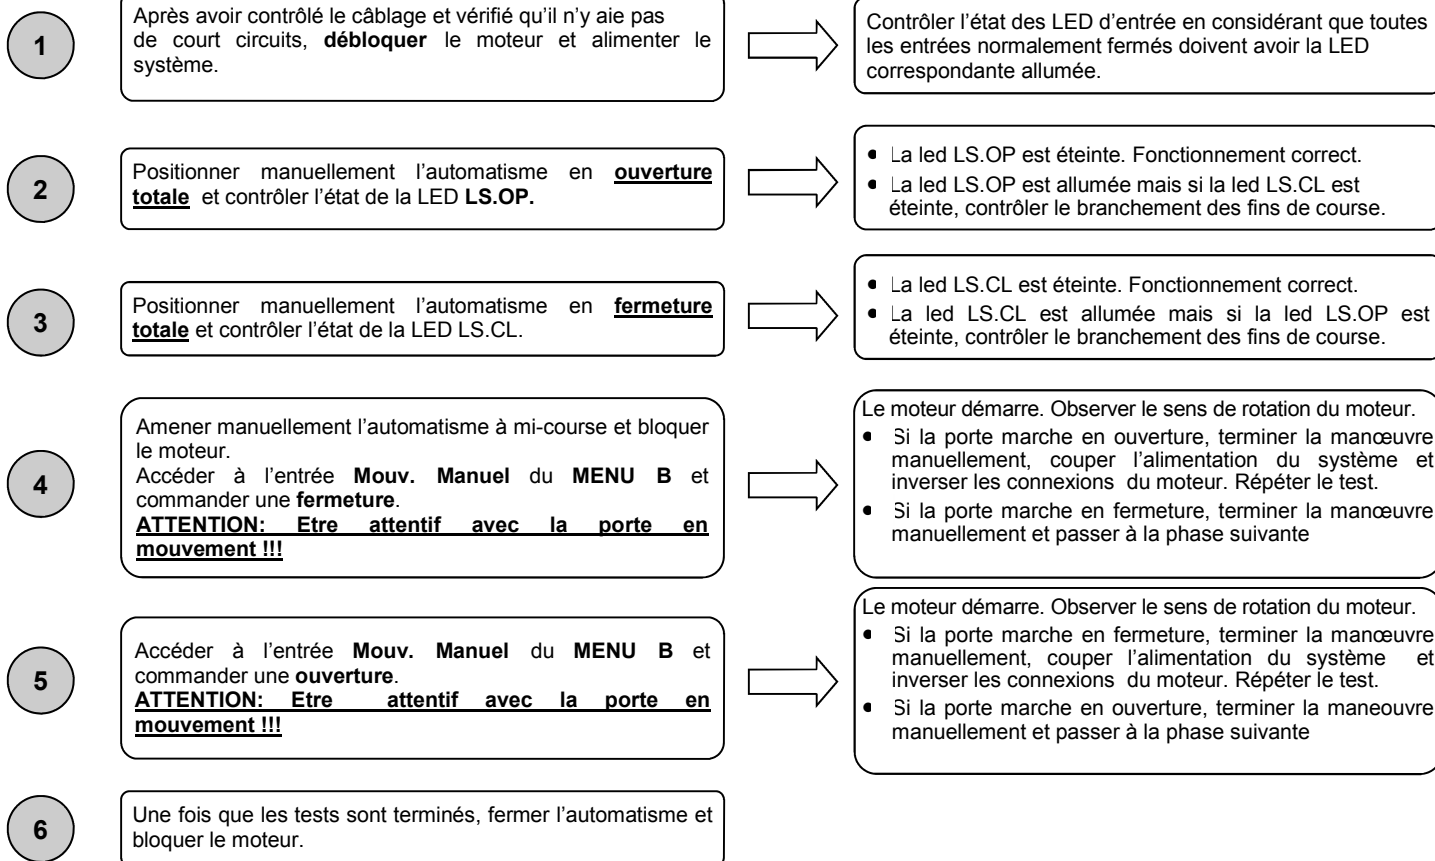 1
Après avoir contrôlé le câblage et vérifié qu'il n'y aie pas
de court circuits, débloquer le moteur et alimenter le
système.
Contrôler l'état des LED d'entrée en considérant que toutes
les entrées normalement fermés doivent avoir la LED
correspondante allumée.
2
Positionner manuellement l'automatisme en ouverture
totale et contrôler l'état de la LED LS.OP.
• La led LS.OP est éteinte. Fonctionnement correct.
• La led LS.OP est allumée mais si la led LS.CL est
éteinte, contrôler le branchement des fins de course.
3
Positionner manuellement l'automatisme en fermeture
totale et contrôler l'état de la LED LS.CL.
• La led LS.CL est éteinte. Fonctionnement correct.
• La led LS.CL est allumée mais si la led LS.OP est
éteinte, contrôler le branchement des fins de course.
4
Amener manuellement l'automatisme à mi-course et bloquer
le moteur.
Accéder à l'entrée Mouv. Manuel du MENU B et
commander une fermeture.
ATTENTION: Etre attentif avec la porte en
mouvement !!!
Le moteur démarre. Observer le sens de rotation du moteur.
• Si la porte marche en ouverture, terminer la manœuvre
manuellement, couper l'alimentation du système et
inverser les connexions du moteur. Répéter le test.
• Si la porte marche en fermeture, terminer la manœuvre
manuellement et passer à la phase suivante
5
Accéder à l'entrée Mouv. Manuel du MENU B et
commander une ouverture.
ATTENTION: Etre attentif avec la porte en
mouvement !!!
Le moteur démarre. Observer le sens de rotation du moteur.
• Si la porte marche en fermeture, terminer la manœuvre
manuellement, couper l'alimentation du système et
inverser les connexions du moteur. Répéter le test.
• Si la porte marche en ouverture, terminer la maneouvre
manuellement et passer à la phase suivante
6
Une fois que les tests sont terminés, fermer l'automatisme et
bloquer le moteur.